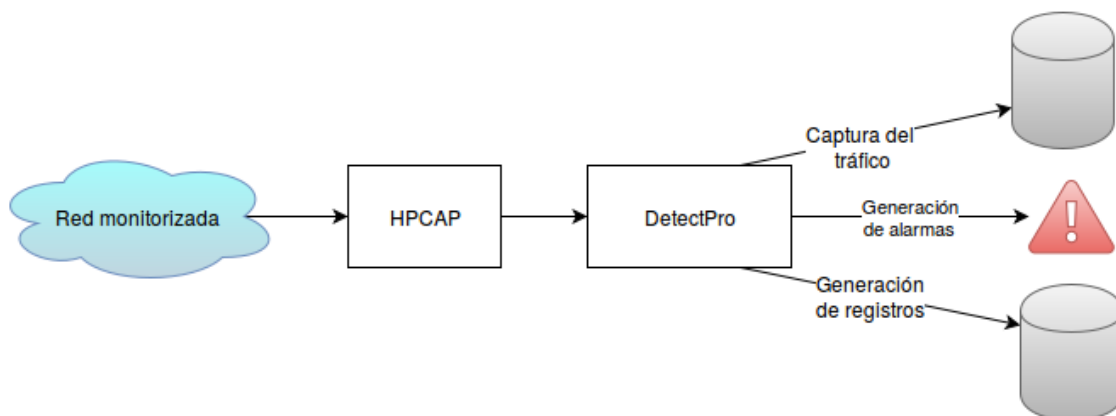 Captura del
tráfico
Red monitorizada
HPCAP
DetectPro
Generación
de alarmas
Generación
de registros